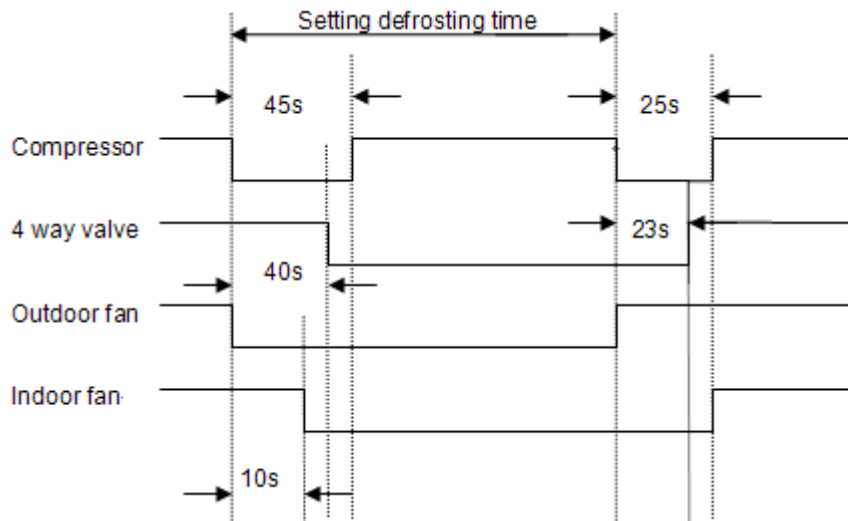 Setting defrosting time
45s
25s
Compressor
4 way valve
23s
40s
Outdoor fan
Indoor fan
10s